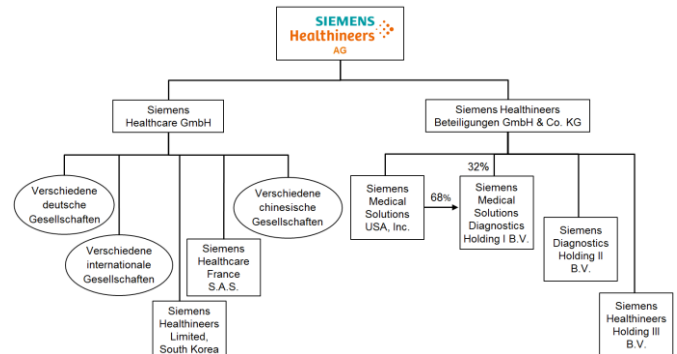 SIEMENS
Healthineers
AG
Siemens
Healthcare GmbH
Siemens Healthineers
Beteiligungen GmbH & Co. KG
Verschiedene
deutsche
Gesellschaften
Verschiedene
internationale
Gesellschaften
Siemens
Healthineers
Limited,
South Korea
Siemens
Healthcare
France
S.A.S.
Verschiedene
chinesische
Gesellschaften
Siemens
Medical
Solutions
USA, Inc.
68%
32%
Siemens
Medical
Solutions
Diagnostics
Holding I B.V.
Siemens
Diagnostics
Holding II
B.V.
Siemens
Healthineers
Holding III
B.V.